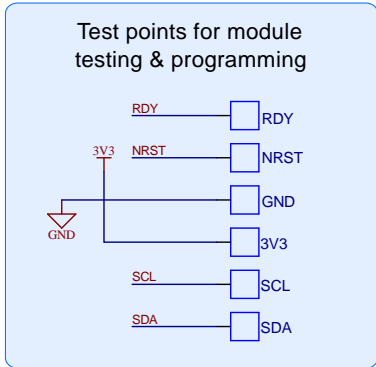 Test points for module
testing & programming
RDY
RDY
3V3
NRST
NRST
GND
GND
3V3
SCL
SCL
SDA
SDA